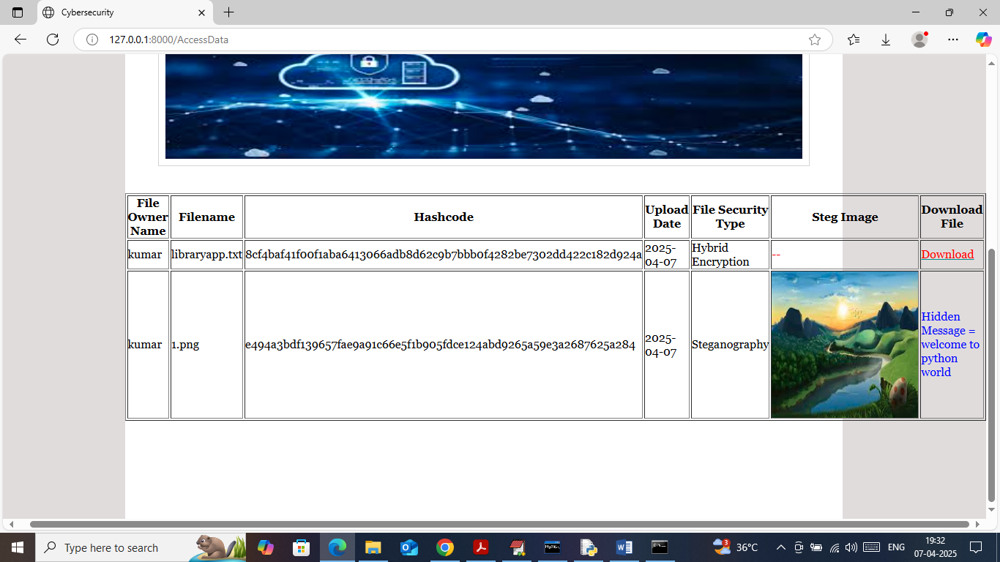 Cybersecurity
127.0.0.1:8000/AccessData
File Owner Name
Filename
Hashcode
Upload Date
File Security Type
Steg Image
Download File
kumar
libraryapp.txt
8cf4baf41f00f1aba6413066adb8d62c9b7bbb0f4282be7302dd422c182d924a
2025-04-07
Hybrid Encryption
--
Download
kumar
1.png
e494a3bdf139657fae9a91c66e5f1b905fdce124abd9265a59e3a2687625a284
2025-04-07
Steganography
Hidden
Message =
welcome to
python
world
Type here to search
3
36°C
ENG
19:32
07-04-2025